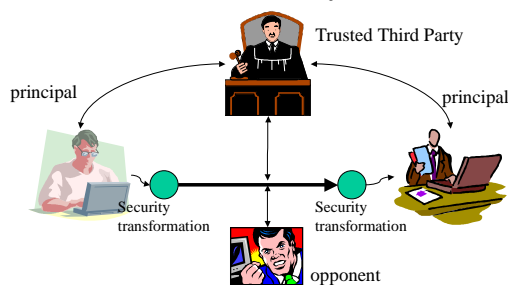 Trusted Third Party
principal
principal
Security
transformation
Security
transformation
opponent